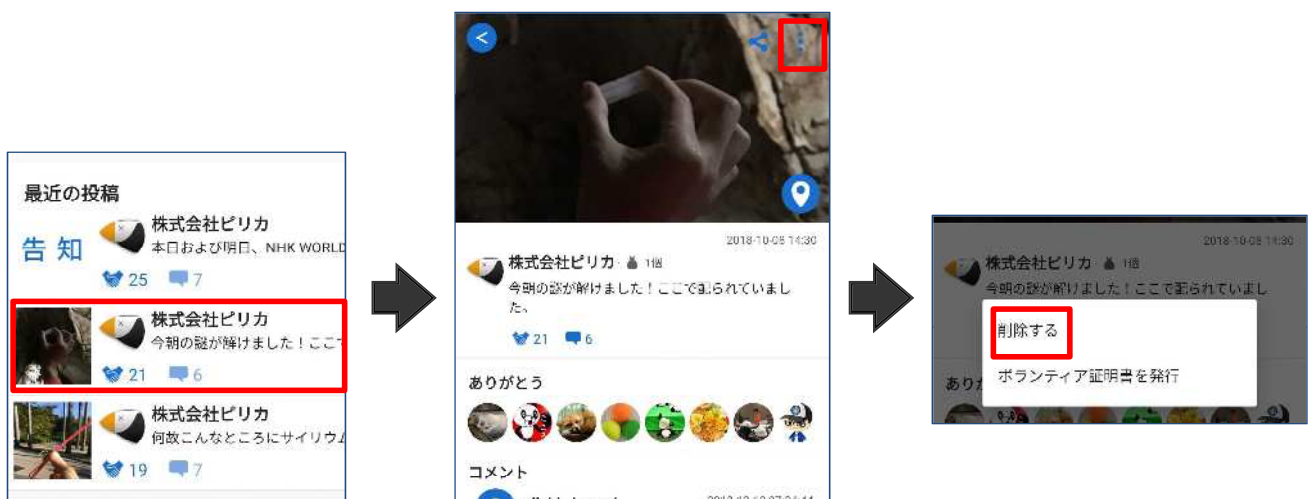 最近の投稿
告知
株式会社ピリカ
本日および明日、NHK WORLD
25 7
株式会社ピリカ
今朝の謎が解けました！ここで
21 6
株式会社ピリカ
何故こんなところにサイリウム
19 7
2018-10-08 14:30
株式会社ピリカ 1個
今朝の謎が解けました！ここで配られていまし
た。
21 6
ありがとう
コメント
2018-10-08 14:30
株式会社ピリカ 1個
今朝の謎が解けました！ここで配られていまし
削除する
ボランティア証明書を発行